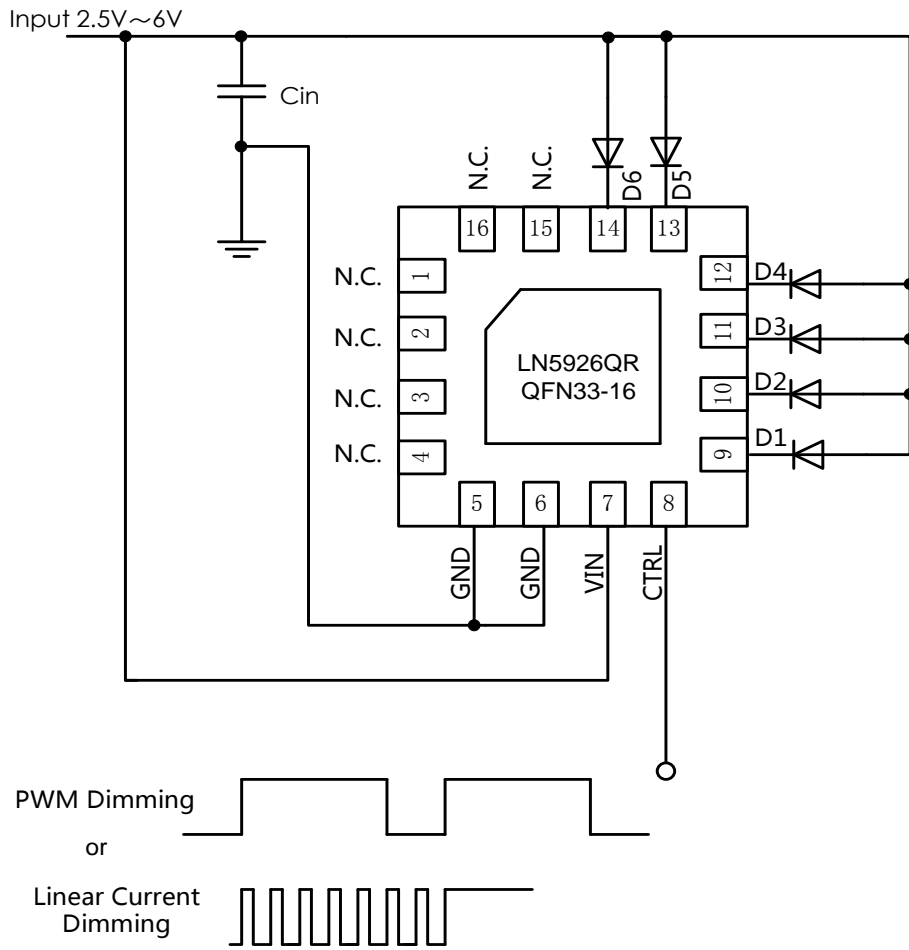 Input 2.5V～6V
Cin
N.C.
N.C.
D6
D5
16
15
14
13
N.C.
1
12
D4
N.C.
2
11
D3
LN5926QR
QFN33-16
N.C.
3
10
D2
N.C.
4
9
D1
5
6
7
8
GND
GND
VIN
CTRL
PWM Dimming
or
Linear Current
Dimming